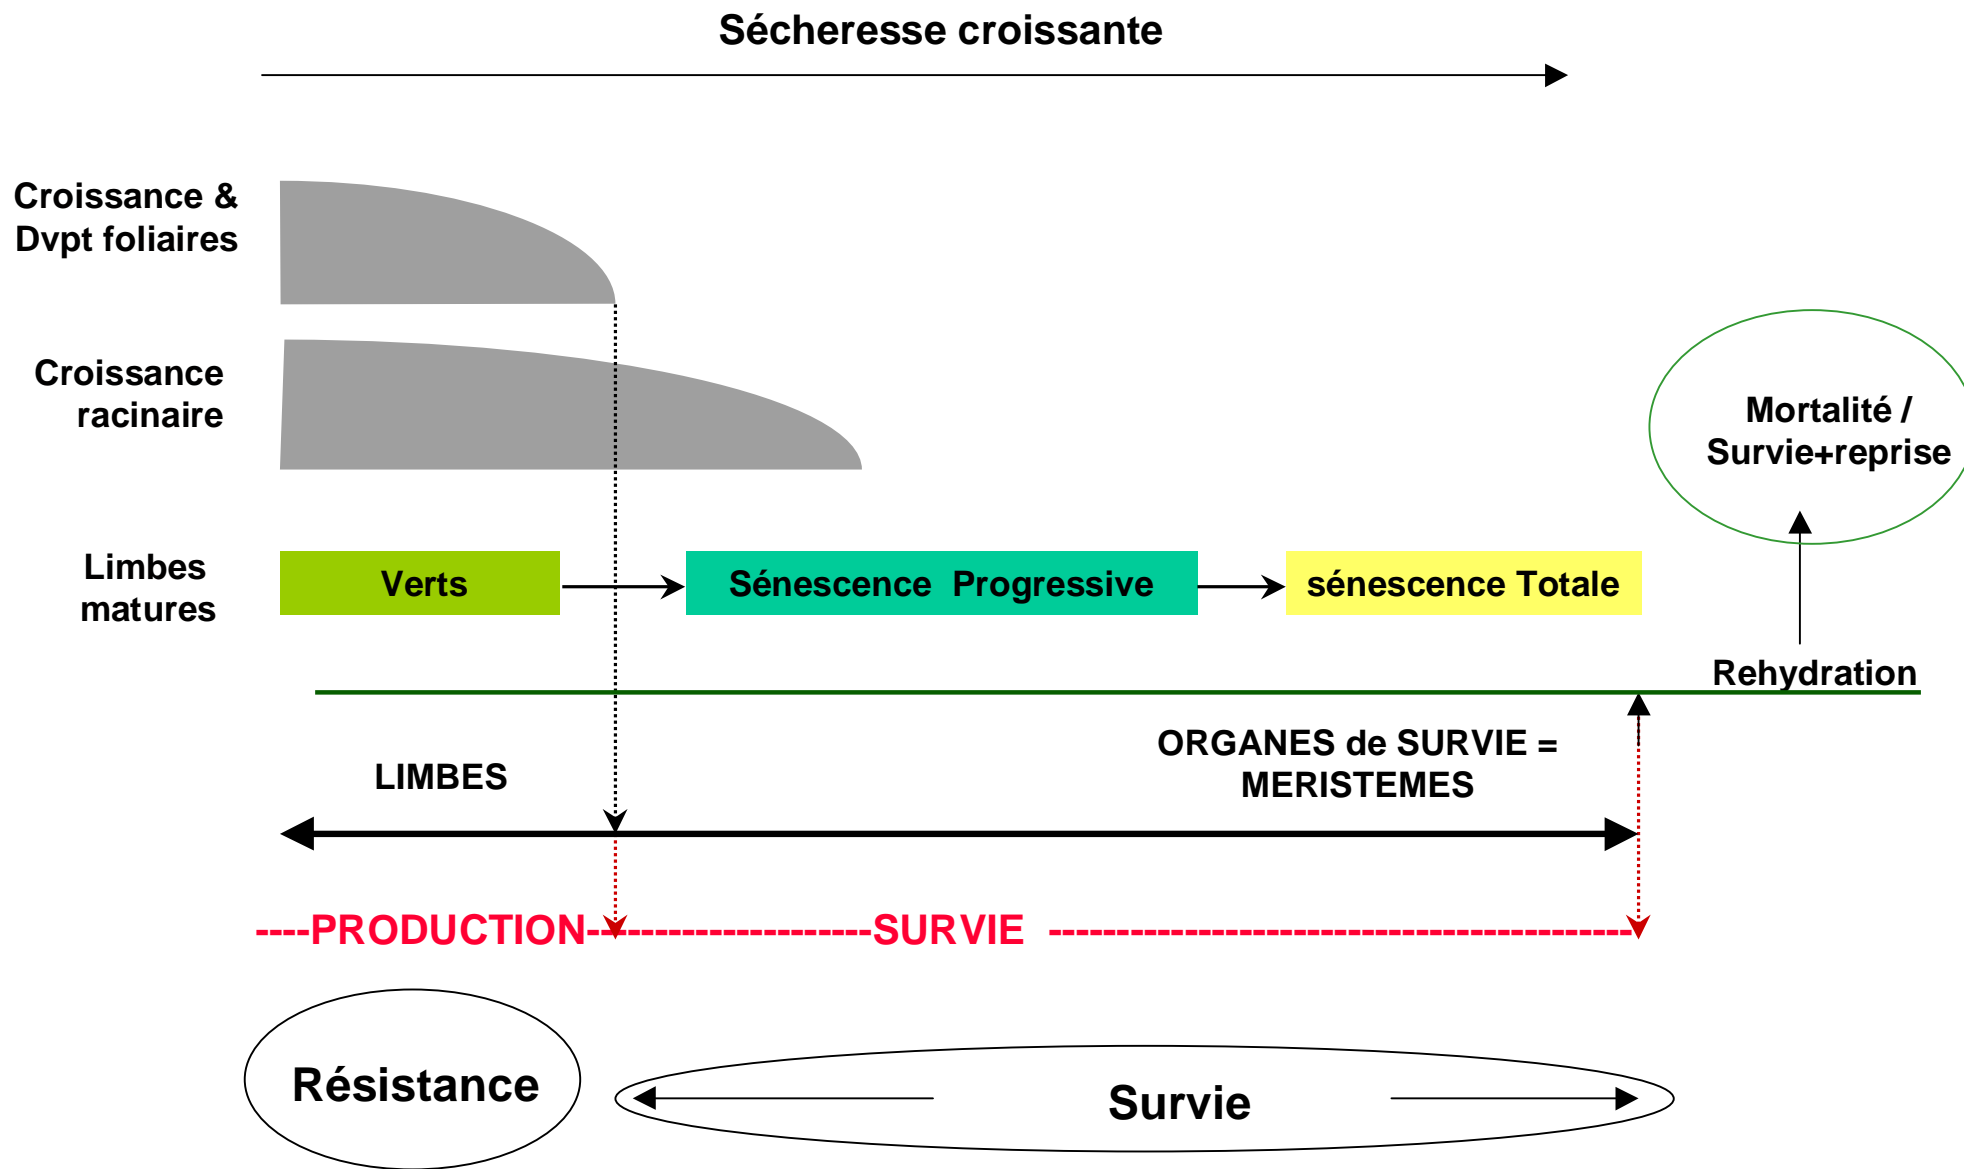 Sécheresse croissante
Croissance &
Dvpt foliaires
Croissance
racinaire
Mortalité /
Survie+reprise
Limbes
matures
Verts
Sénescence Progressive
sénescence Totale
Rehydration
LIMBES
ORGANES de SURVIE =
MERISTEMES
----PRODUCTION---------------------SURVIE -------------------------------------------
Résistance
Survie